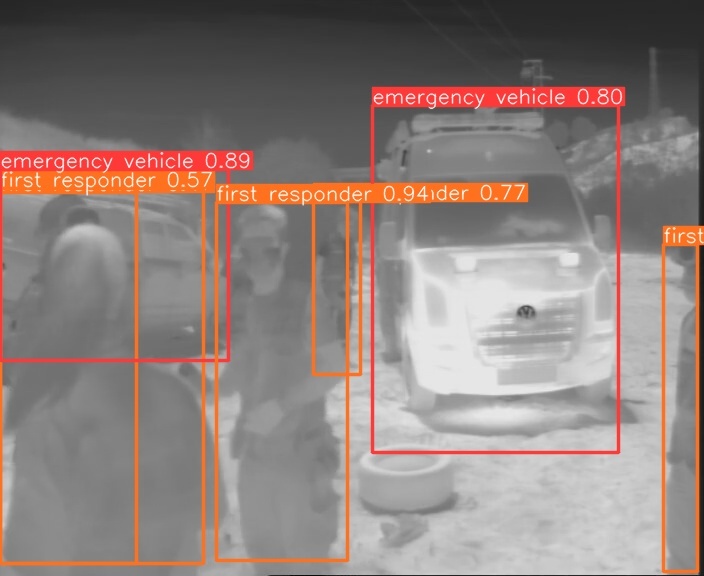 emergency vehicle 0.80
emergency vehicle 0.89
first responder 0.57
first responder 0.94
0.77
first